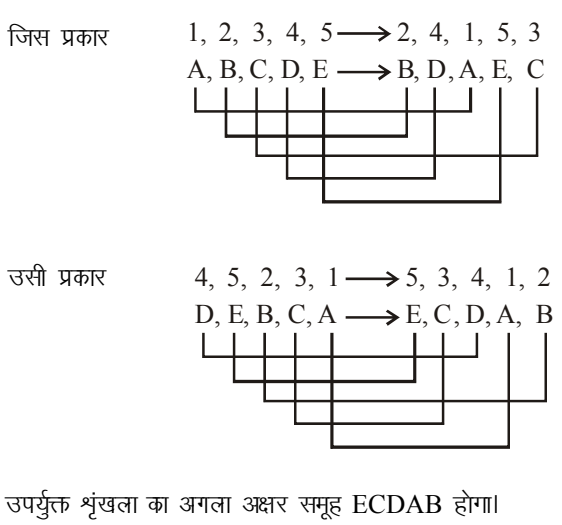 जिस प्रकार 1, 2, 3, 4, 5 → 2, 4, 1, 5, 3
A, B, C, D, E → B, D, A, E, C
उसी प्रकार 4, 5, 2, 3, 1 → 5, 3, 4, 1, 2
D, E, B, C, A → E, C, D, A, B
उपर्युक्त शृंखला का अगला अक्षर समूह ECDAB होगा।